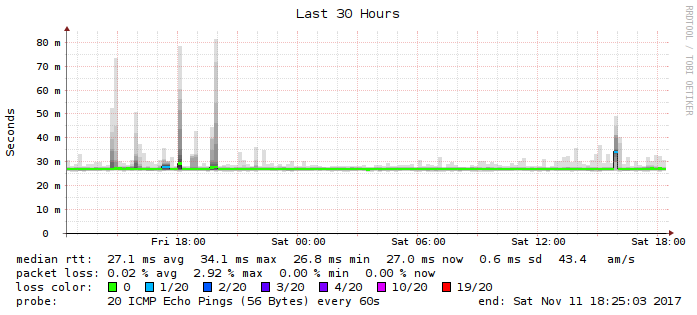 Last 30 Hours
RRDTOOL / TOBI OETIKER
Seconds
80 m
70 m
60 m
50 m
40 m
30 m
20 m
10 m
0
Fri 18:00 Sat 00:00 Sat 06:00 Sat 12:00 Sat 18:00
median rtt: 27.1 ms avg 34.1 ms max 26.8 ms min 27.0 ms now 0.6 ms sd 43.4 am/s
packet loss: 0.02 % avg 2.92 % max 0.00 % min 0.00 % now
loss color: 0 1/20 2/20 3/20 4/20 10/20 19/20
probe: 20 ICMP Echo Pings (56 Bytes) every 60s end: Sat Nov 11 18:25:03 2017